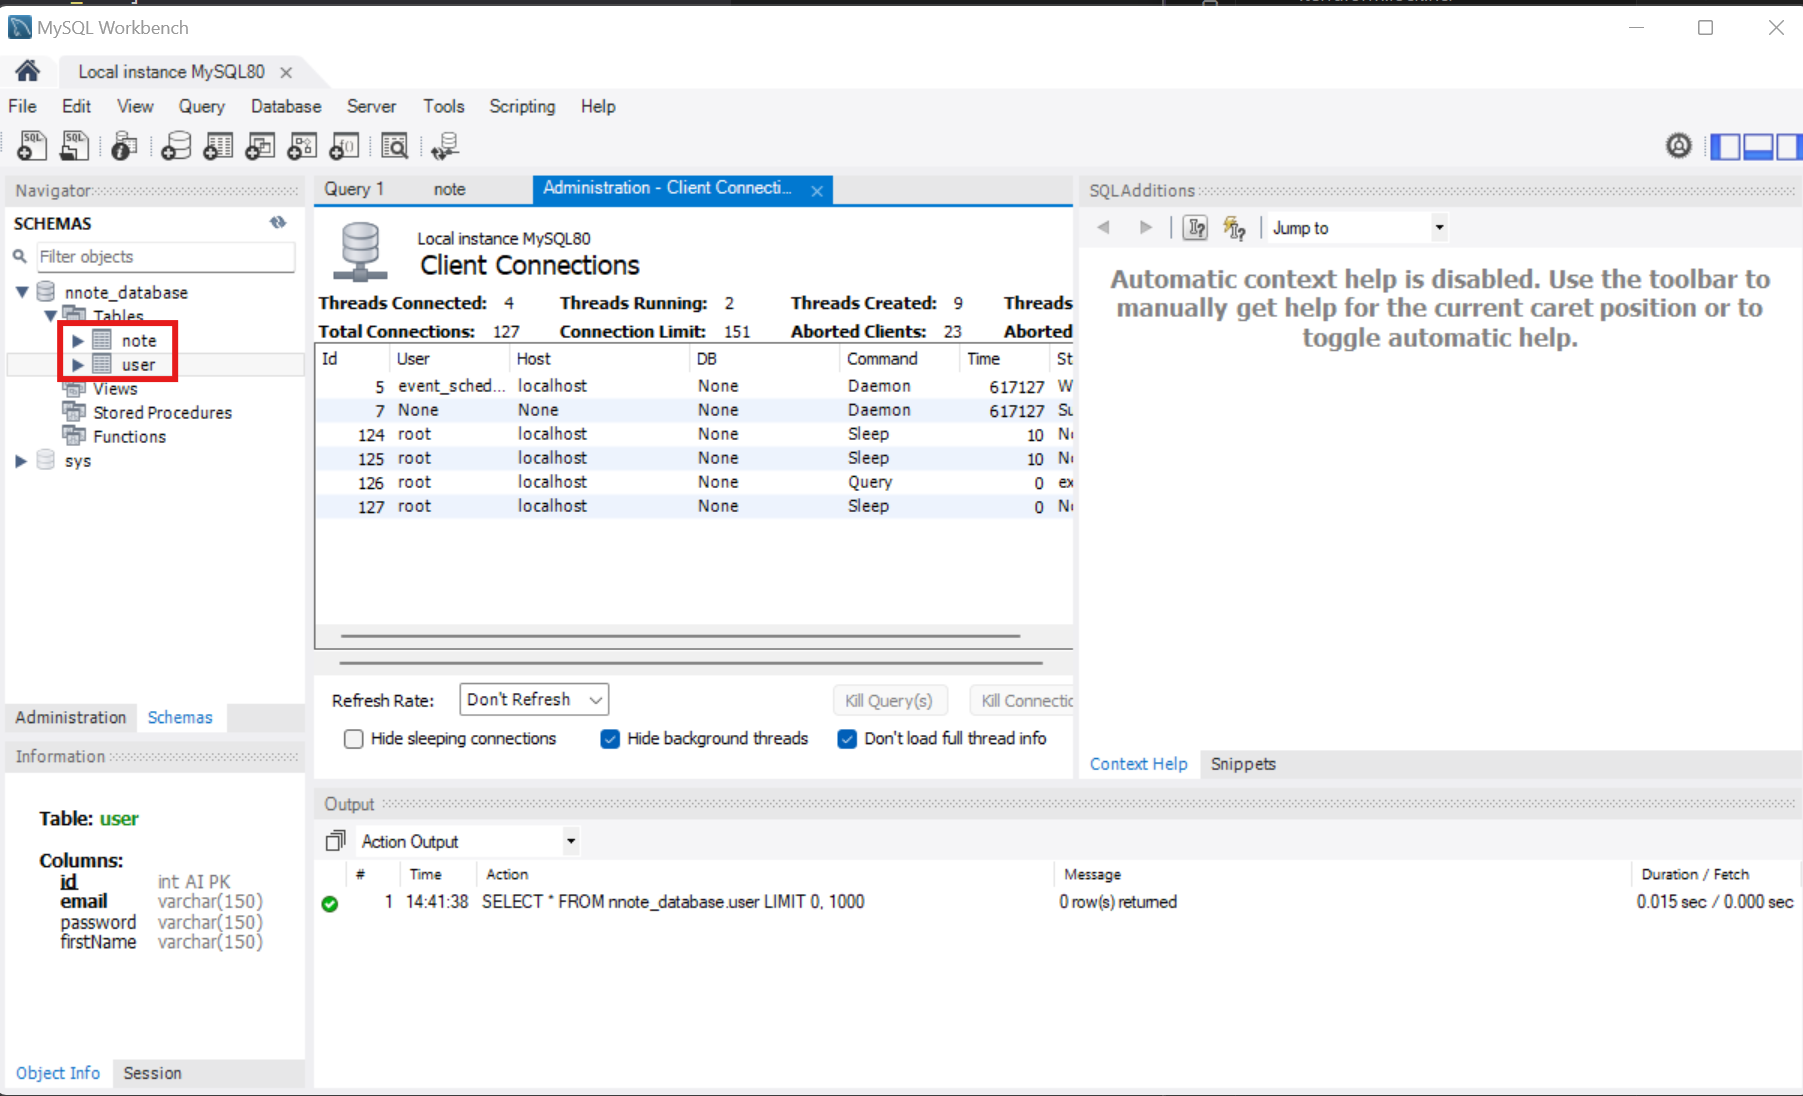 MySQL Workbench
Local instance MySQL80
File Edit View Query Database Server Tools Scripting Help
Navigator
SCHEMAS
Filter objects
nnote_database
Tables
note
user
Views
Stored Procedures
Functions
sys
Administration Schemas
Information
Table: user
Columns:
id int AI PK
email varchar(150)
password varchar(150)
firstName varchar(150)
Object Info Session
Query 1 note Administration - Client Connecti...
Local instance MySQL80
Client Connections
Threads Connected: 4 Threads Running: 2 Threads Created: 9 Threads
Total Connections: 127 Connection Limit: 151 Aborted Clients: 23 Aborted
Id User Host DB Command Time St
5 event_sched... localhost None Daemon 617127 W
7 None None None Daemon 617127 Su
124 root localhost None Sleep 10 N
125 root localhost None Sleep 10 N
126 root localhost None Query 0 ex
127 root localhost None Sleep 0 N
Refresh Rate: Don't Refresh Kill Query(s) Kill Connectic
Hide sleeping connections Hide background threads Don't load full thread info
SQLAdditions
Jump to
Automatic context help is disabled. Use the toolbar to
manually get help for the current caret position or to
toggle automatic help.
Context Help Snippets
Output
Action Output
# Time Action Message Duration / Fetch
1 14:41:38 SELECT * FROM nnote_database.user LIMIT 0, 1000 0 row(s) returned 0.015 sec / 0.000 sec